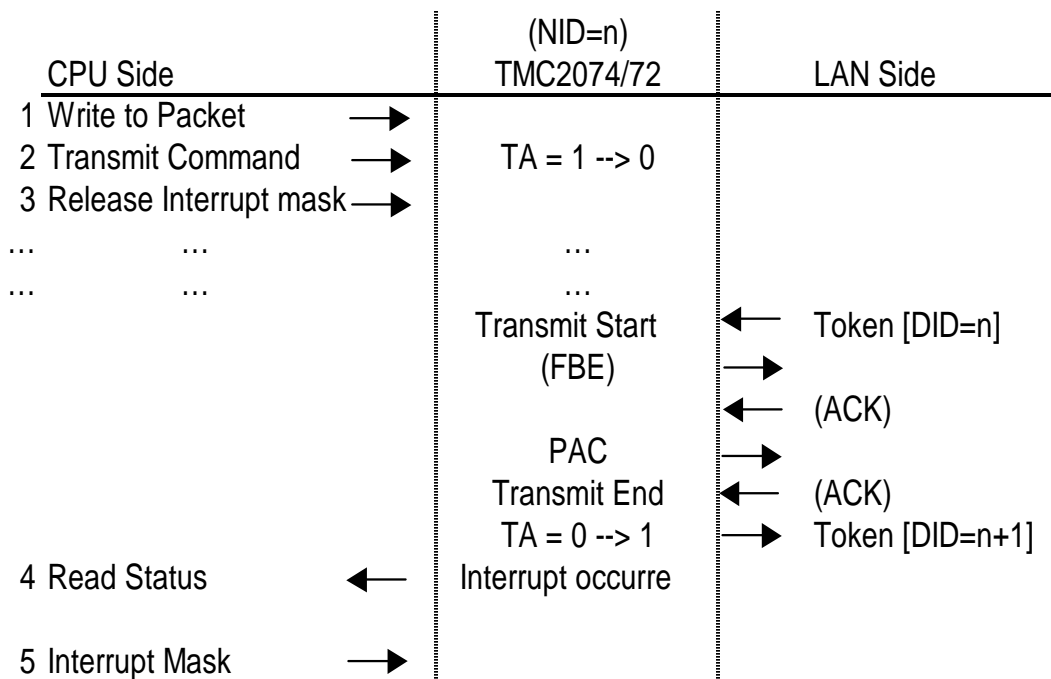 (NID=n)
CPU Side TMC2074/72 LAN Side
1 Write to Packet
2 Transmit Command TA = 1 --> 0
3 Release Interrupt mask
… … …
… … …
Transmit Start Token [DID=n]
(FBE)
(ACK)
PAC
Transmit End (ACK)
TA = 0 --> 1 Token [DID=n+1]
4 Read Status Interrupt occurre
5 Interrupt Mask